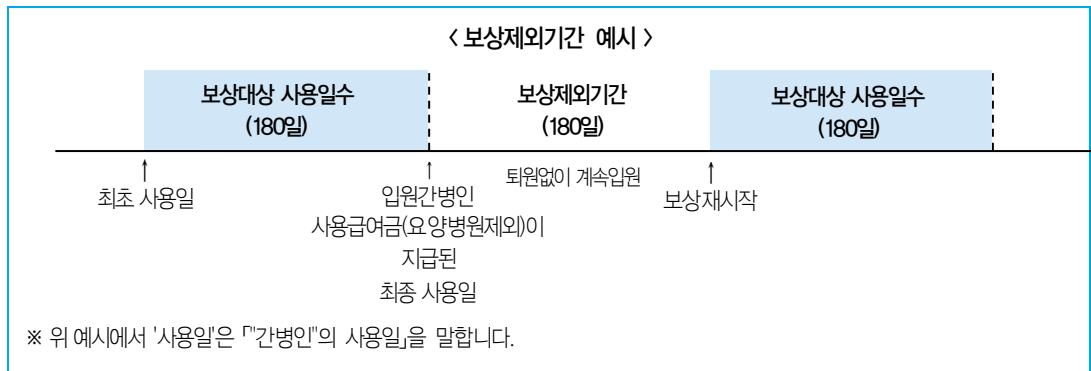 < 보상제외기간 예시 >
보상대상 사용일수
(180일)
보상제외기간
(180일)
보상대상 사용일수
(180일)
↑
최초 사용일
↑
입원간병인
사용급여금(요양병원제외)이
지급된
최종 사용일
퇴원없이 계속입원
↑
보상재시작
※ 위 예시에서 '사용일'은 「"간병인"의 사용일」을 말합니다.